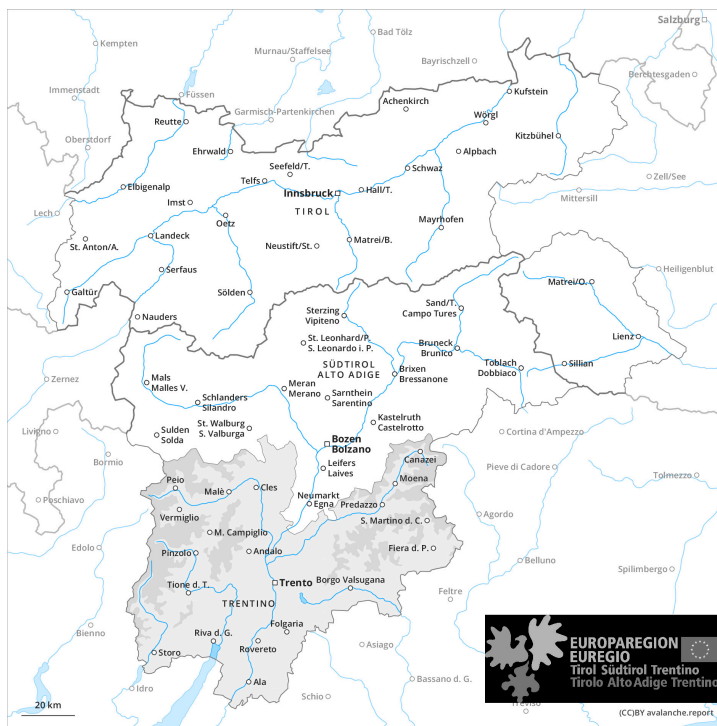 Salzburg
Kempten
Bad Tölz
Murnau/Staffelsee
Bayrischzell
Berchtesgaden
Immenstadt
Füssen
Kufstein
Achenkirch
Garmisch-Partenkirchen
Wörgl
Reutte
Kitzbühel
Oberstdorf
Ehrwald
Alpbach
Seefeld/T.
Schwaz
Zell/See
Telfs
Elbigenalp
Innsbruck
Hall/T.
Mittersill
Imst
TIROL
Lech
Oetz
Mayrhofen
Landeck
St. Anton/A.
Neustift/St.
Matrei/B.
Serfaus
Heiligenblut
Matrei/O.
Galtür
Sölden
Sand/T.
Campo Tures
Nauders
Sterzing
Vipiteno
Lienz
St. Leonhard/P.
S. Leonardo i. P.
Bruneck
Brunico
SÜDTIROL
ALTO ADIGE
Toblach
Dobbiaco
Sillian
Brixen
Bressanone
Zernez
Mals
Malles V.
Meran
Merano
Sarnthein
Sarentino
Schlanders
Silandro
St. Walburg
S. Valburga
Kastelruth
Castelrotto
Livigno
Sulden
Solda
Cortina d'Ampezzo
Bozen
Bolzano
Bormio
Canazei
Leifers
Laives
Pieve di Cadore
Tolmezzo
Peio
Moena
Malè
Cles
Neumarkt
Egna
Predazzo
Poschiavo
Vermiglio
S. Martino d. C.
Agordo
M. Campiglio
Edolo
Pinzolo
Andalo
Fiera d. P.
Belluno
Spilimbergo
Tione d. T.
Trento
Borgo Valsugana
Feltre
TRENTINO
Folgaria
Bienno
Riva d. G.
Rovereto
Asiago
Storo
Ala
Bassano d. G.
Idro
Schio
Treviso
EUROPAREGION
EUREGIO
Tirol Südtirol Trentino
Tirolo Alto Adige Trentino
20 km
(CC)BY avalanche.report